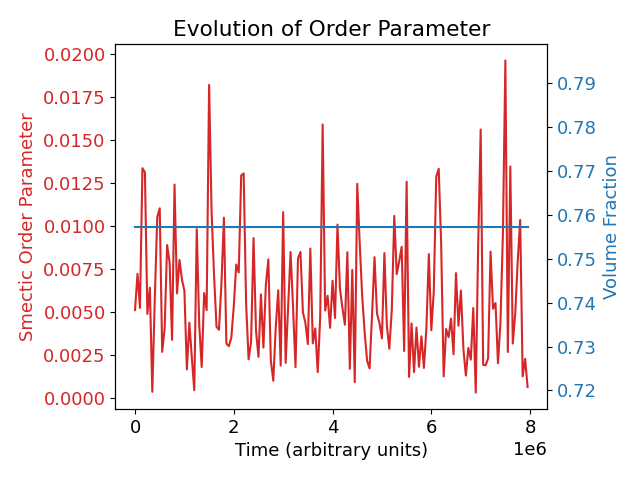 Evolution of Order Parameter
Smectic Order Parameter
0.0200
0.0175
0.0150
0.0125
0.0100
0.0075
0.0050
0.0025
0.0000
0 2 4 6 8
1e6
Time (arbitrary units)
0.79
0.78
0.77
0.76
0.75
0.74
0.73
0.72
Volume Fraction